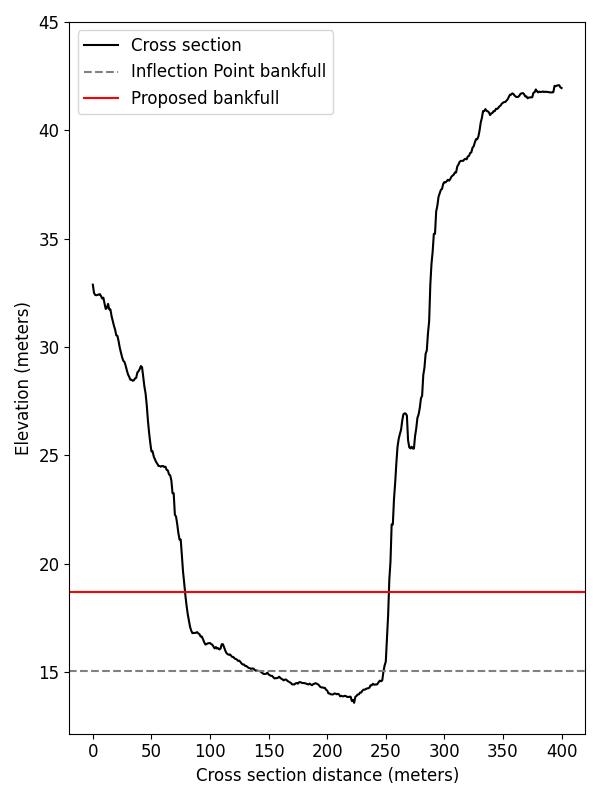 Cross section
Inflection Point bankfull
Proposed bankfull
45
40
35
30
25
20
15
Elevation (meters)
0 50 100 150 200 250 300 350 400
Cross section distance (meters)